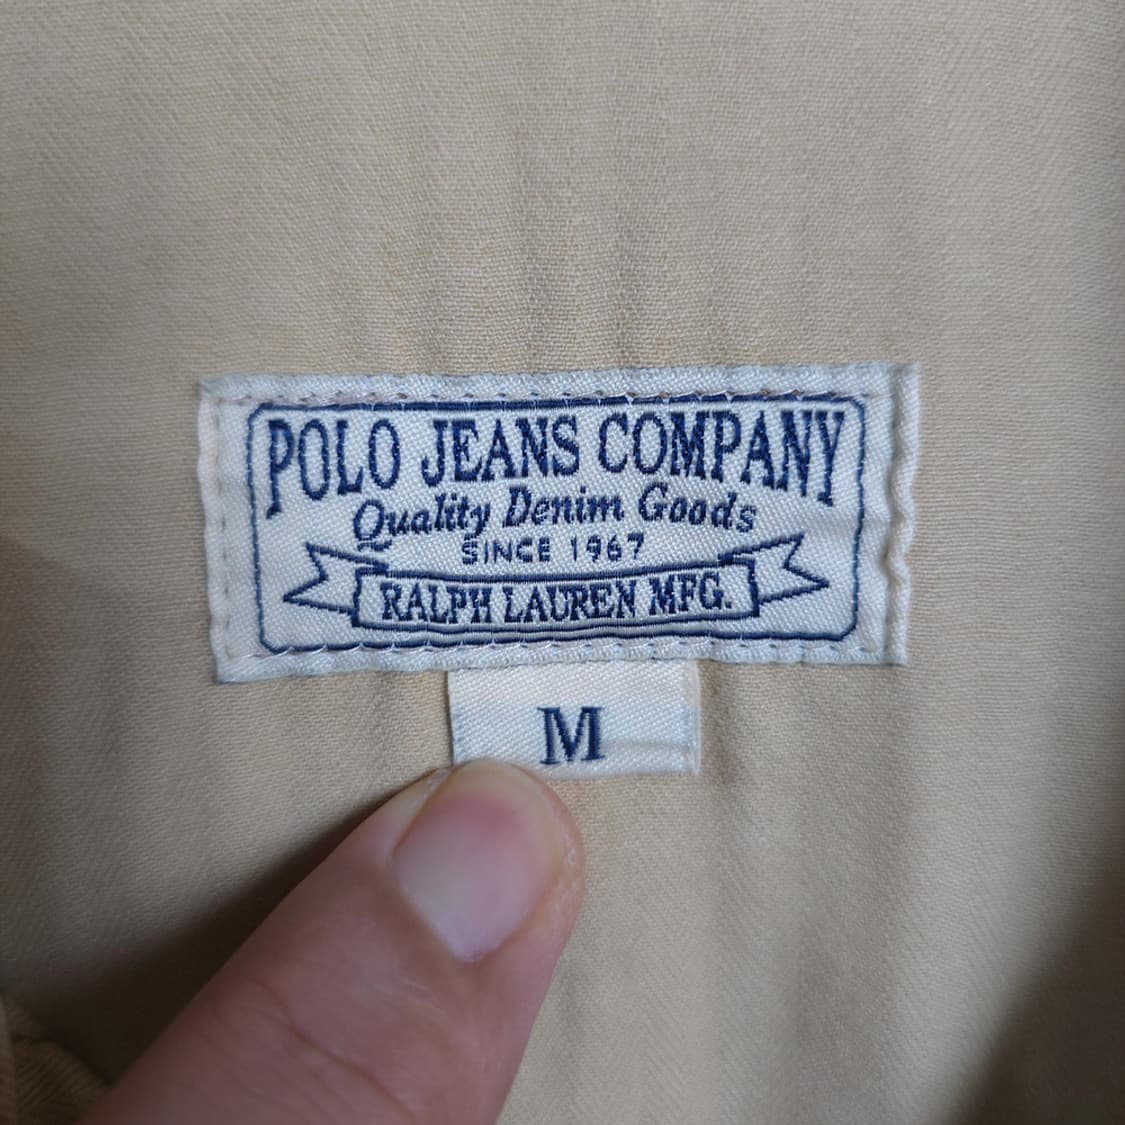 POLO JEANS COMPANY
Quality Denim Goods
SINCE 1967
RALPH LAUREN MFG.
M